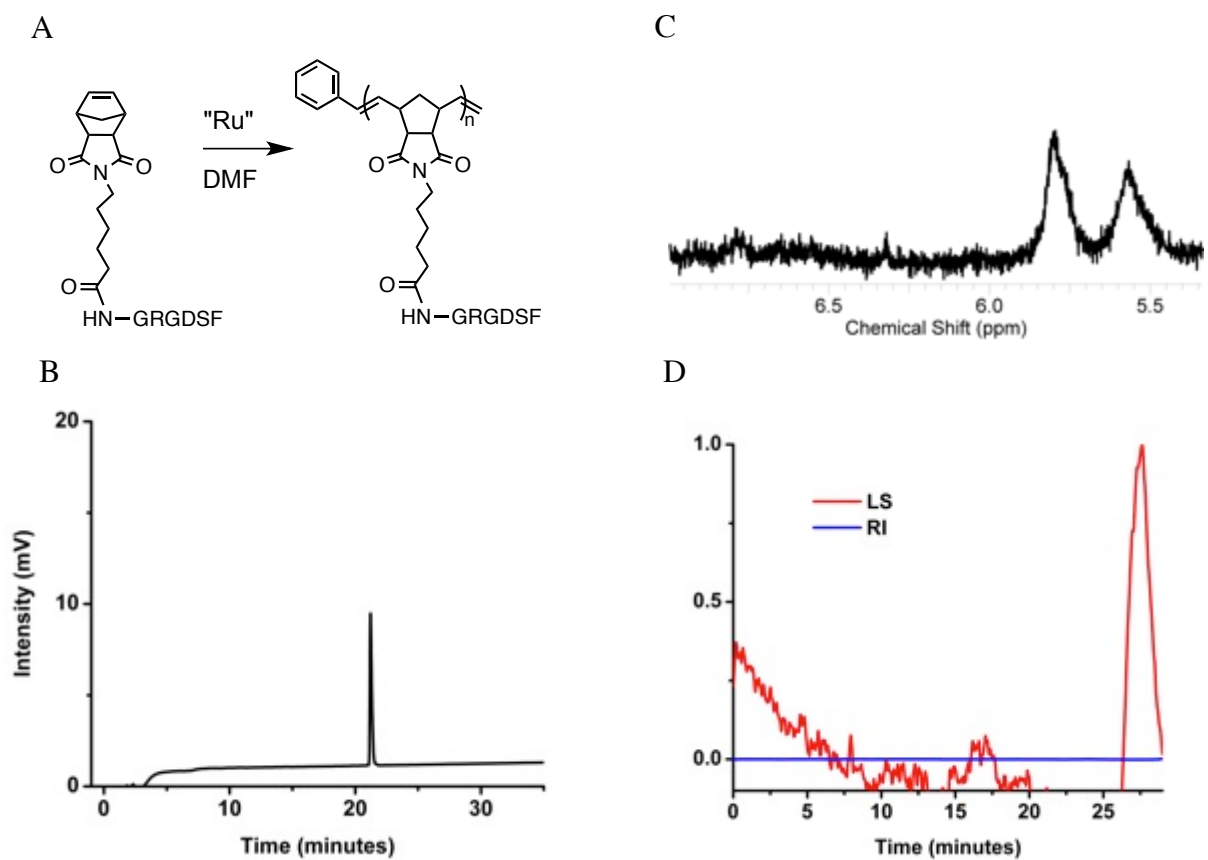 A
"Ru"
DMF
n
O
N
O
O
HN
GRGDSF
O
N
O
O
HN
GRGDSF
B
20
10
0
Intensity (mV)
0
10
20
30
Time (minutes)
C
6.5
6.0
5.5
Chemical Shift (ppm)
D
1.0
0.5
0.0
LS
RI
0
5
10
15
20
25
Time (minutes)